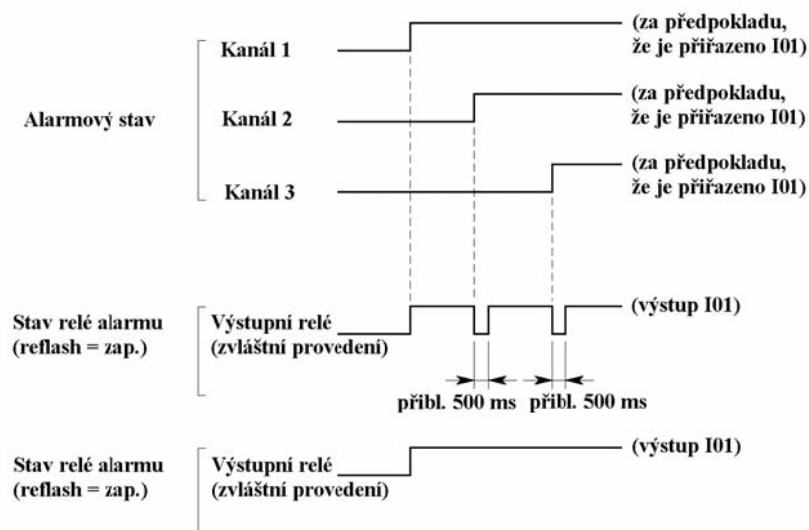 Kanál 1
(za předpokladu,
že je přiřazeno I01)
Alarmový stav
Kanál 2
(za předpokladu,
že je přiřazeno I01)
Kanál 3
(za předpokladu,
že je přiřazeno I01)
Stav relé alarmu
(reflash = zap.)
Výstupní relé
(zvláštní provedení)
(výstup I01)
přibl. 500 ms
přibl. 500 ms
Stav relé alarmu
(reflash = zap.)
Výstupní relé
(zvláštní provedení)
(výstup I01)